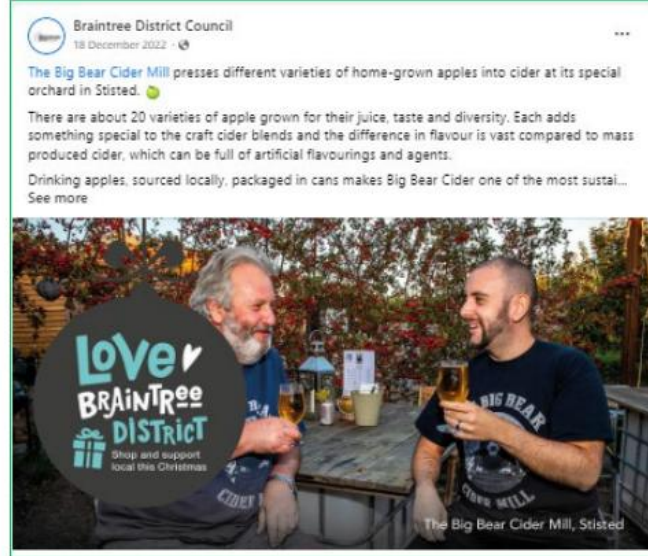 Braintree District Council
18 December 2022 ·
The Big Bear Cider Mill presses different varieties of home-grown apples into cider at its special
orchard in Stisted.
There are about 20 varieties of apple grown for their juice, taste and diversity. Each adds
something special to the craft cider blends and the difference in flavour is vast compared to mass
produced cider, which can be full of artificial flavourings and agents.
Drinking apples, sourced locally, packaged in cans makes Big Bear Cider one of the most sustai...
See more
LOVE
BRAINTREE
DISTRICT
Shop and support
local this Christmas
BIG BEAR
CIDER MILL
CIDER
The Big Bear Cider Mill, Stisted